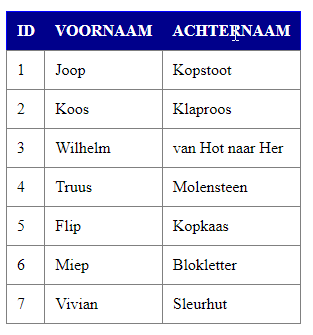 ID VOORNAAM ACHTERNAAM
1 Joop Kopstoot
2 Koos Klaproos
3 Wilhelm van Hot naar Her
4 Truus Molensteen
5 Flip Kopkaas
6 Miep Blokletter
7 Vivian Sleurhut